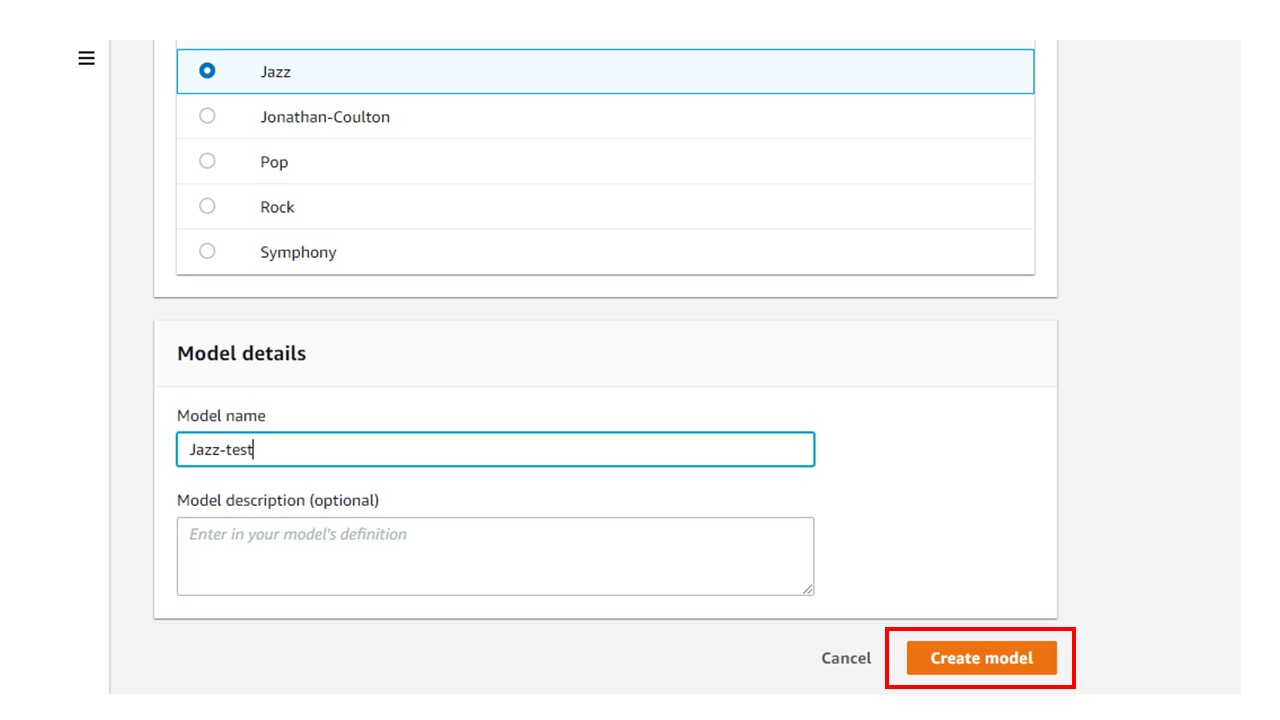 Jazz
Jonathan-Coulton
Pop
Rock
Symphony
Model details
Model name
Jazz-test
Model description (optional)
Enter in your model's definition
Cancel
Create model